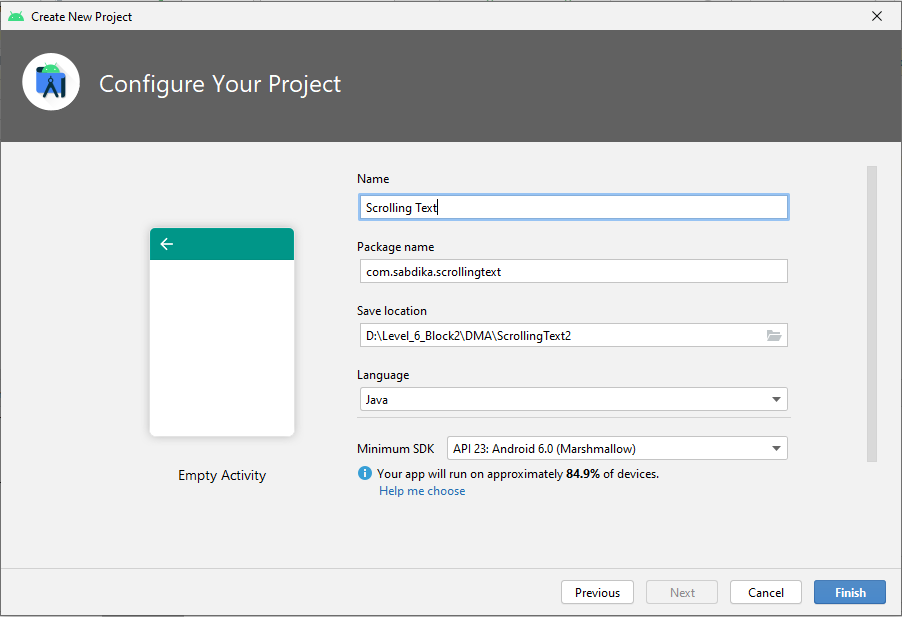 Create New Project
Configure Your Project
Name
Scrolling Text
Package name
com.sabdika.scrollingtext
Save location
D:\Level_6_Block2\DMA\ScrollingText2
Language
Java
Minimum SDK API 23: Android 6.0 (Marshmallow)
Your app will run on approximately 84.9% of devices.
Help me choose
Empty Activity
Previous Next Cancel Finish